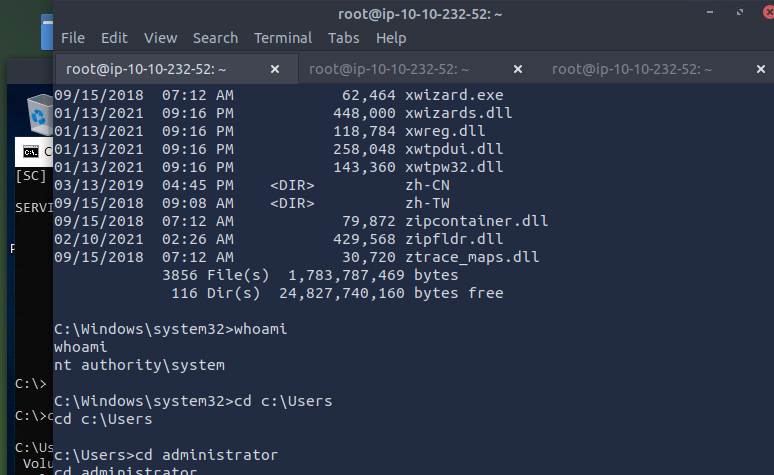 root@ip-10-10-232-52: ~
File Edit View Search Terminal Tabs Help
root@ip-10-10-232-52: ~ root@ip-10-10-232-52: ~ root@ip-10-10-232-52: ~
09/15/2018 07:12 AM 62,464 xwizard.exe
01/13/2021 09:16 PM 448,000 xwizards.dll
01/13/2021 09:16 PM 118,784 xwreg.dll
01/13/2021 09:16 PM 258,048 xwtpdui.dll
01/13/2021 09:16 PM 143,360 xwtpw32.dll
03/13/2019 04:45 PM <DIR> zh-CN
09/15/2018 09:08 AM <DIR> zh-TW
09/15/2018 07:12 AM 79,872 zipcontainer.dll
02/10/2021 02:26 AM 429,568 zipfldr.dll
09/15/2018 07:12 AM 30,720 ztrace_maps.dll
3856 File(s) 1,783,787,469 bytes
116 Dir(s) 24,827,740,160 bytes free
C:\Windows\system32>whoami
whoami
nt authority\system
C:\Windows\system32>cd c:\Users
cd c:\Users
c:\Users>cd administrator
cd administrator
[SC]
C:\>